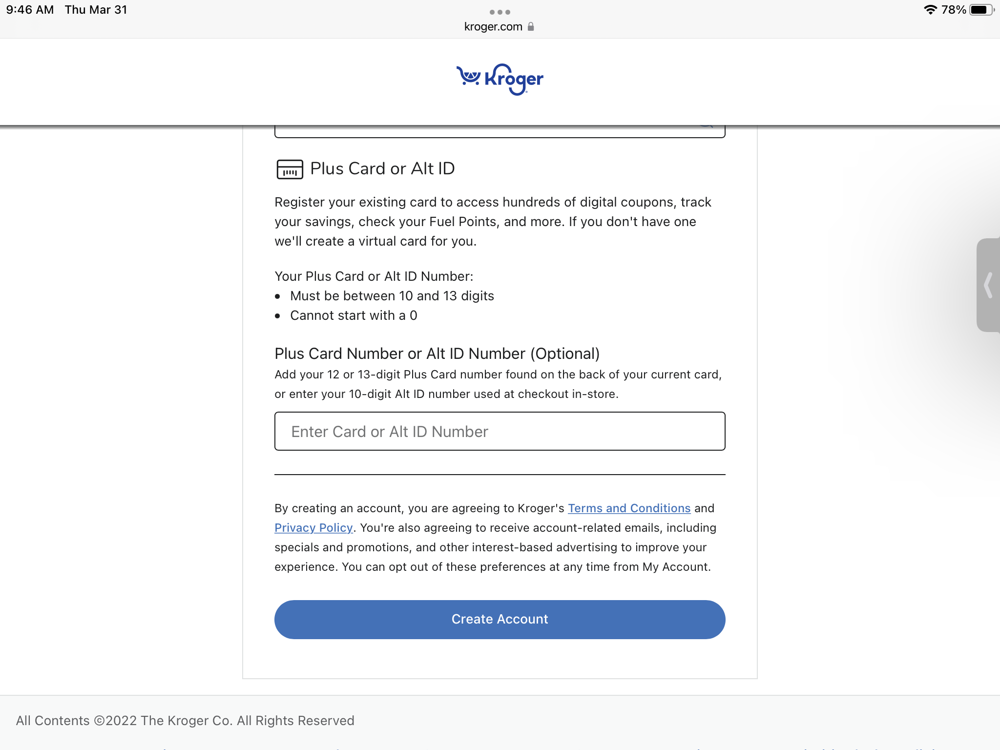 9:46 AM Thu Mar 31
78%
kroger.com
Kroger
Plus Card or Alt ID
Register your existing card to access hundreds of digital coupons, track
your savings, check your Fuel Points, and more. If you don't have one
we'll create a virtual card for you.
Your Plus Card or Alt ID Number:
• Must be between 10 and 13 digits
• Cannot start with a 0
Plus Card Number or Alt ID Number (Optional)
Add your 12 or 13-digit Plus Card number found on the back of your current card,
or enter your 10-digit Alt ID number used at checkout in-store.
Enter Card or Alt ID Number
By creating an account, you are agreeing to Kroger's Terms and Conditions and
Privacy Policy. You're also agreeing to receive account-related emails, including
specials and promotions, and other interest-based advertising to improve your
experience. You can opt out of these preferences at any time from My Account.
Create Account
All Contents ©2022 The Kroger Co. All Rights Reserved